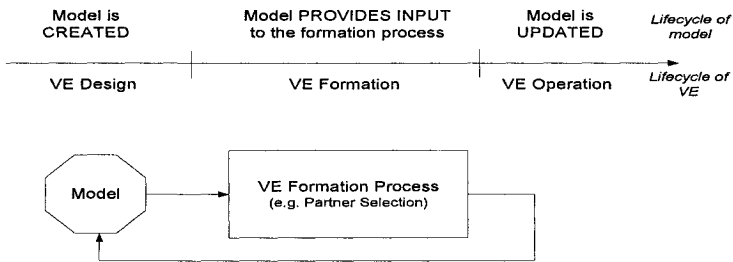 Model is
CREATED
Model PROVIDES INPUT
to the formation process
Model is
UPDATED
Lifecycle of
model
VE Design
VE Formation
VE Operation
Lifecycle of
VE
Model
VE Formation Process
(e.g. Partner Selection)